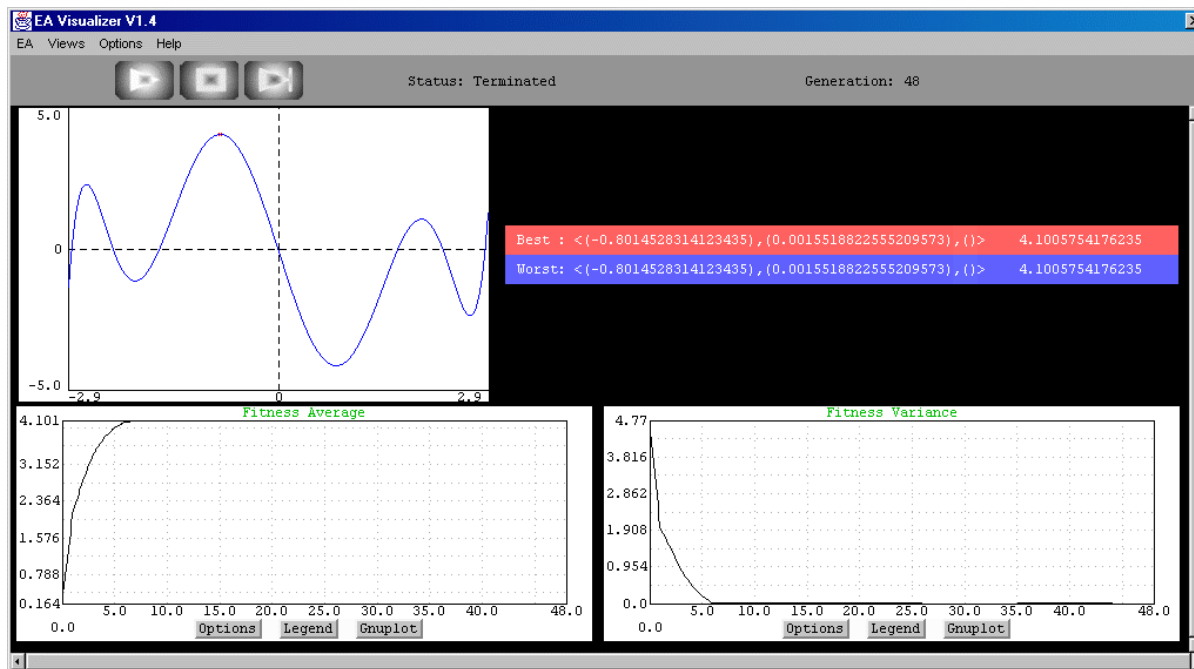 EA Visualizer V1.4
EA Views Options Help
Status: Terminated Generation: 48
5.0
0
-5.0
-2.9 0 2.9
Best : <(-0.8014528314123435),(0.0015518822555209573),()> 4.1005754176235
Worst: <(-0.8014528314123435),(0.0015518822555209573),()> 4.1005754176235
Fitness Average
4.101
3.152
2.364
1.576
0.788
0.164
5.0 10.0 15.0 20.0 25.0 30.0 35.0 40.0 48.0
0.0
Options Legend Gnuplot
Fitness Variance
4.77
3.816
2.862
1.908
0.954
0.0
5.0 10.0 15.0 20.0 25.0 30.0 35.0 40.0 48.0
0.0
Options Legend Gnuplot